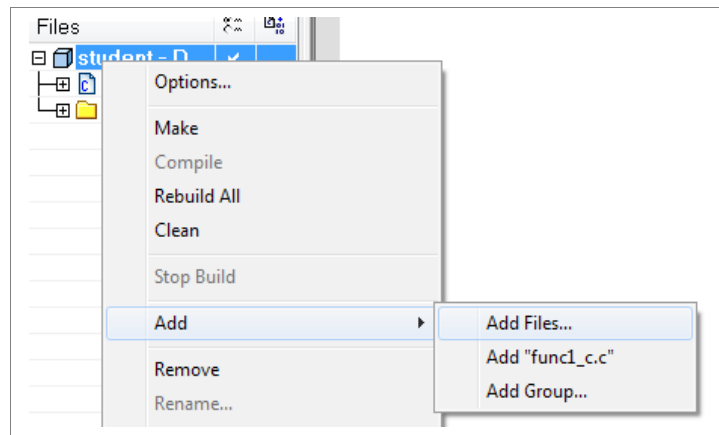 Files
student - D
Options...
Make
Compile
Rebuild All
Clean
Stop Build
Add
Add Files...
Add "func1_c.c"
Add Group...
Remove
Rename...